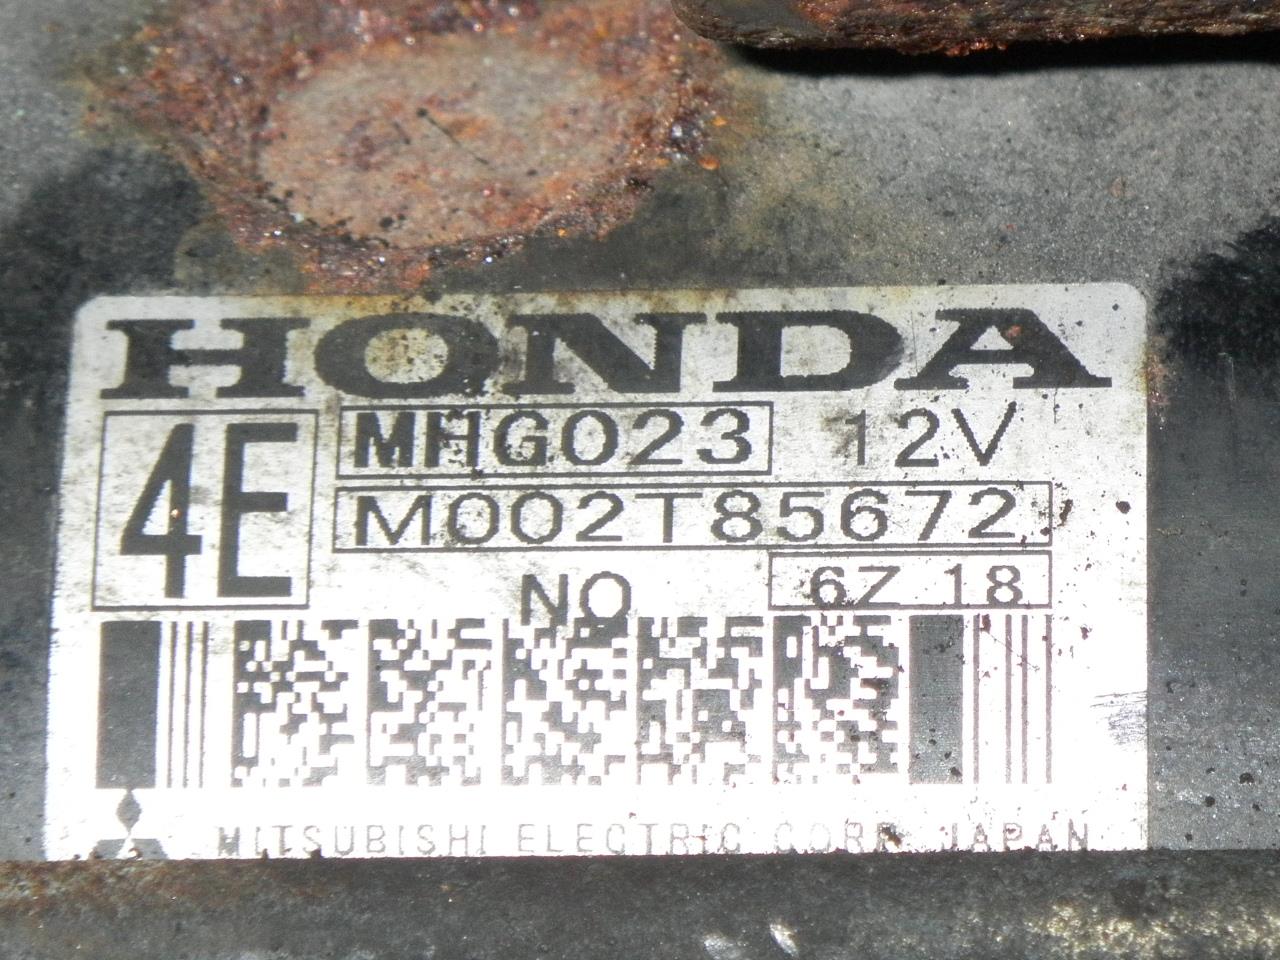 HONDA
4E
MHG023 12V
M002T85672
NO 6Z 18
MITSUBISHI ELECTRIC CORP. JAPAN